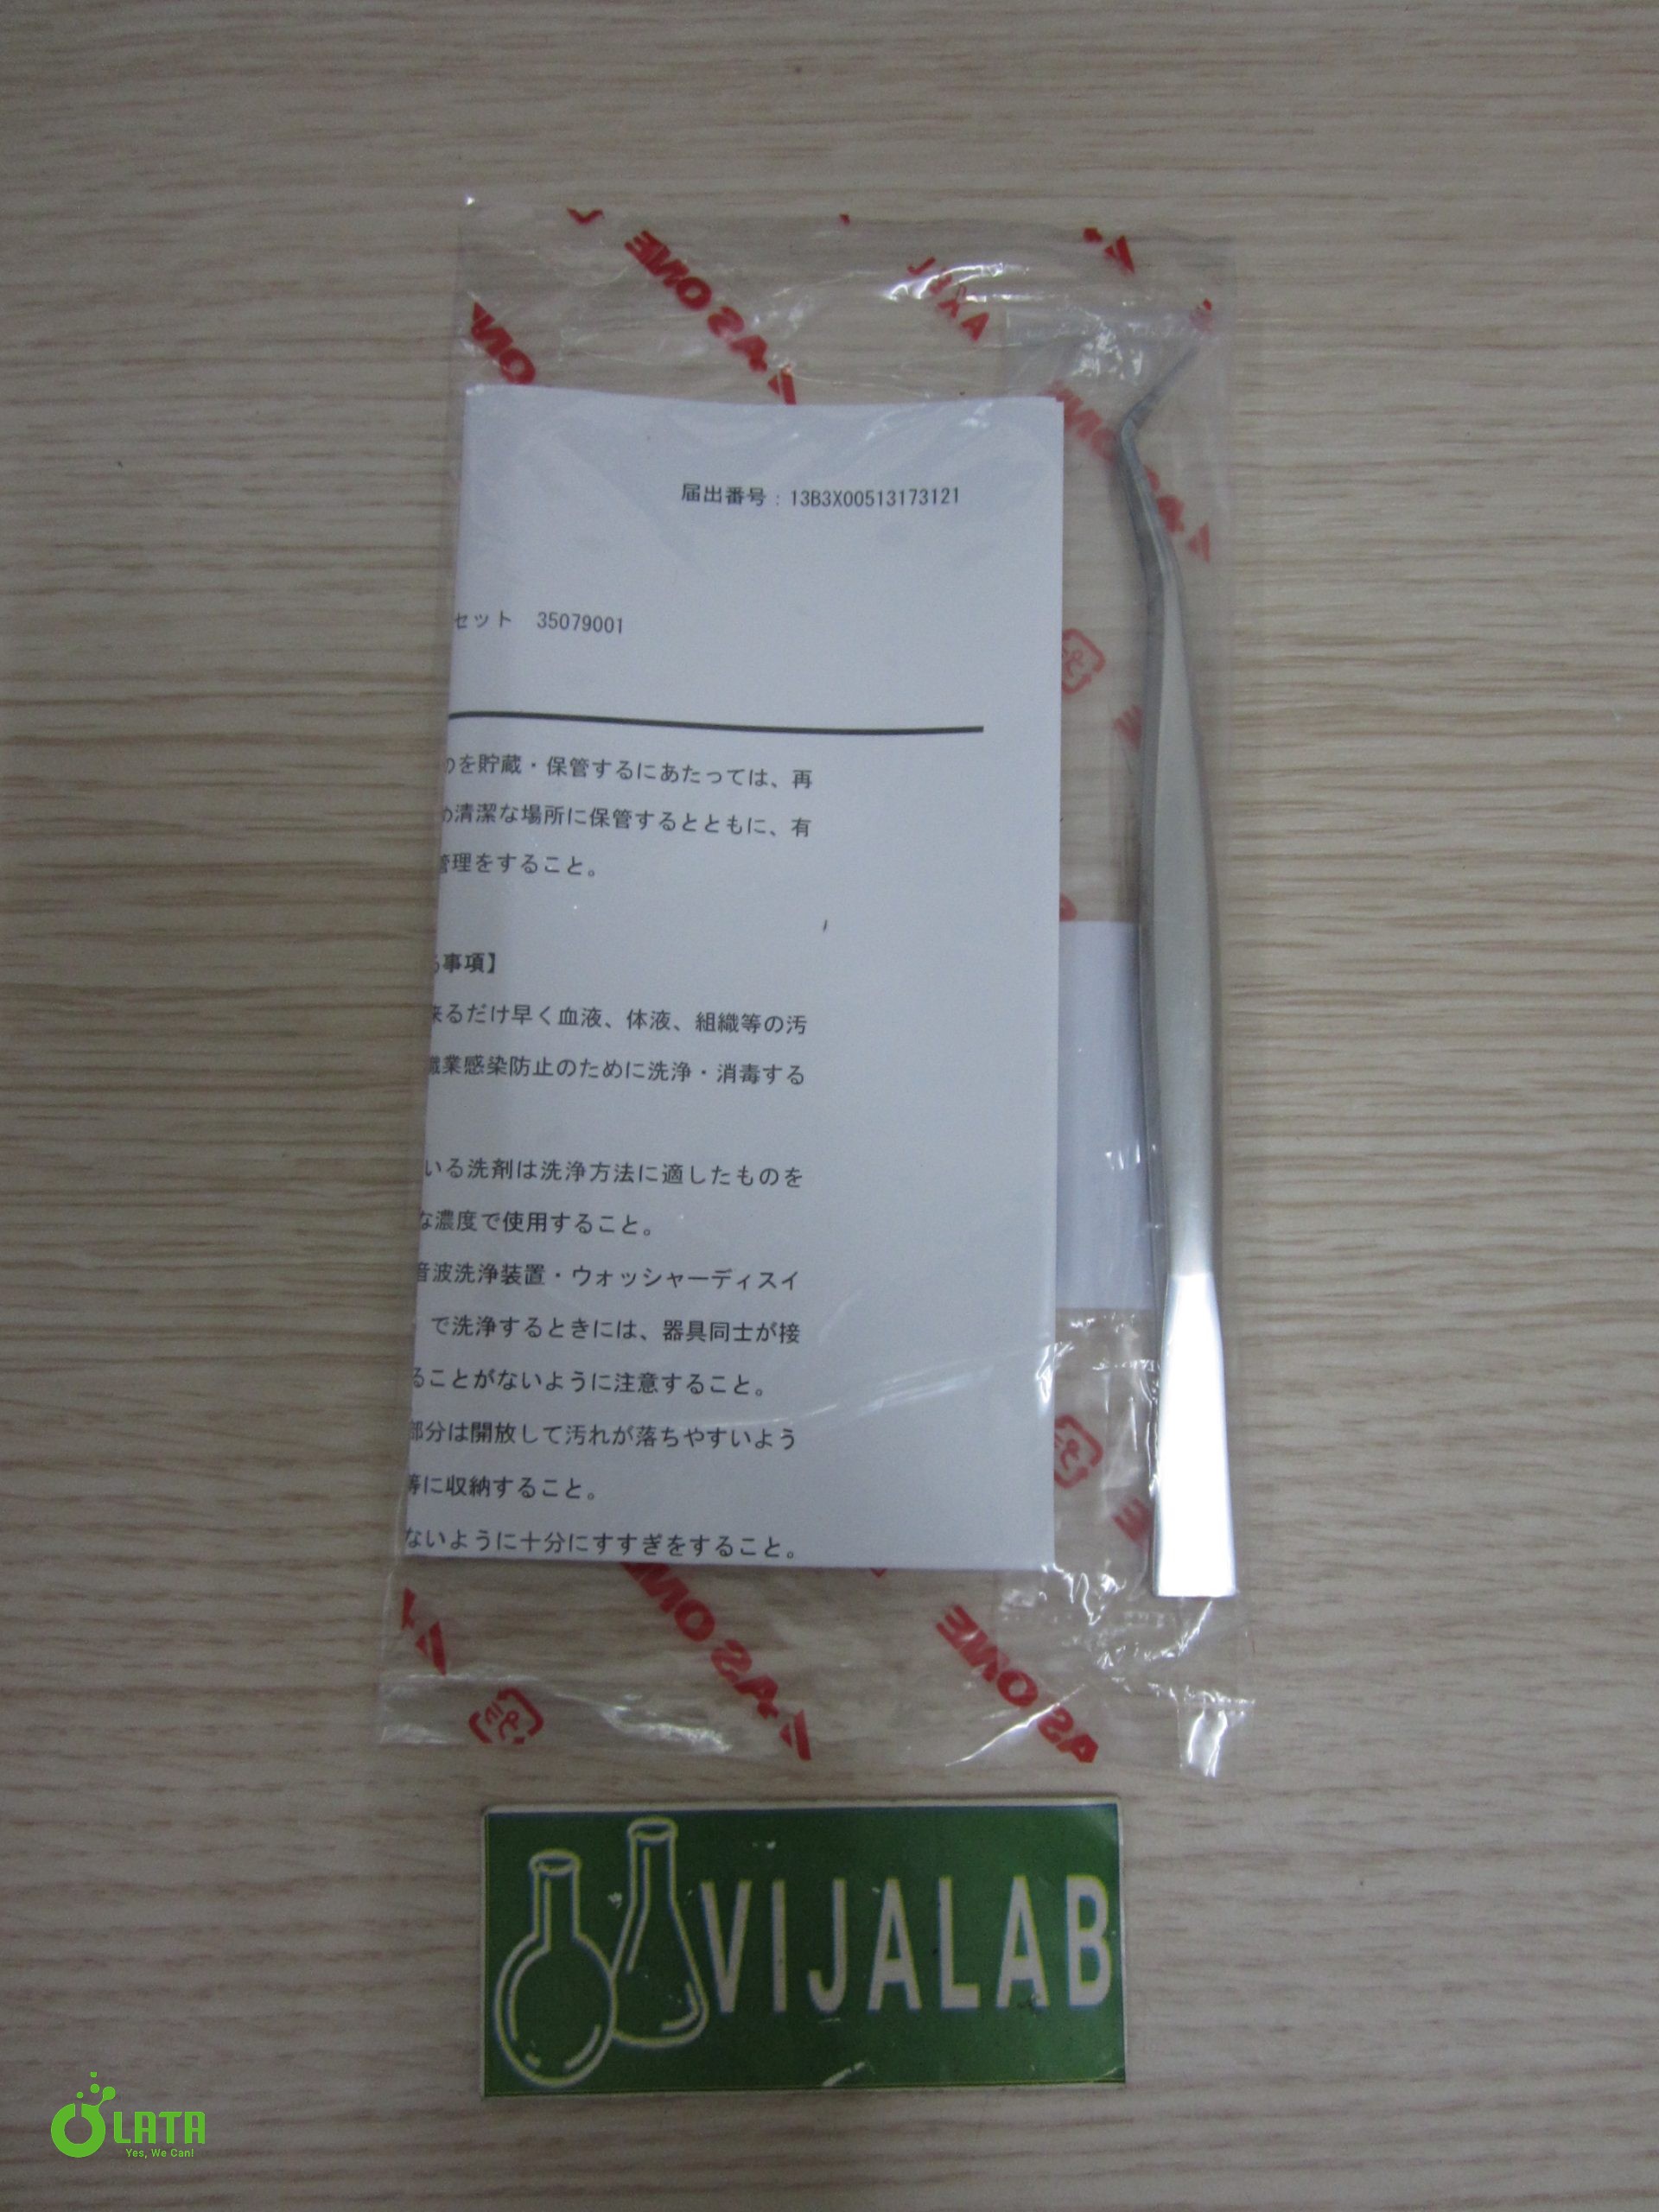 AS ONE
AXEL
AS ONE
届出番号：13B3X00513173121
セット　35079001
を貯蔵・保管するにあたっては、再
清潔な場所に保管するとともに、有
管理をすること。
事項】
来るだけ早く血液、体液、組織等の汚
職業感染防止のために洗浄・消毒する
いる洗剤は洗浄方法に適したものを
な濃度で使用すること。
音波洗浄装置・ウォッシャーディスイ
で洗浄するときには、器具同士が接
ることがないように注意すること。
部分は開放して汚れが落ちやすいよう
等に収納すること。
ないように十分にすすぎをすること。
AS ONE
AS ONE
VIJALAB
LATA
Yes, We Can!